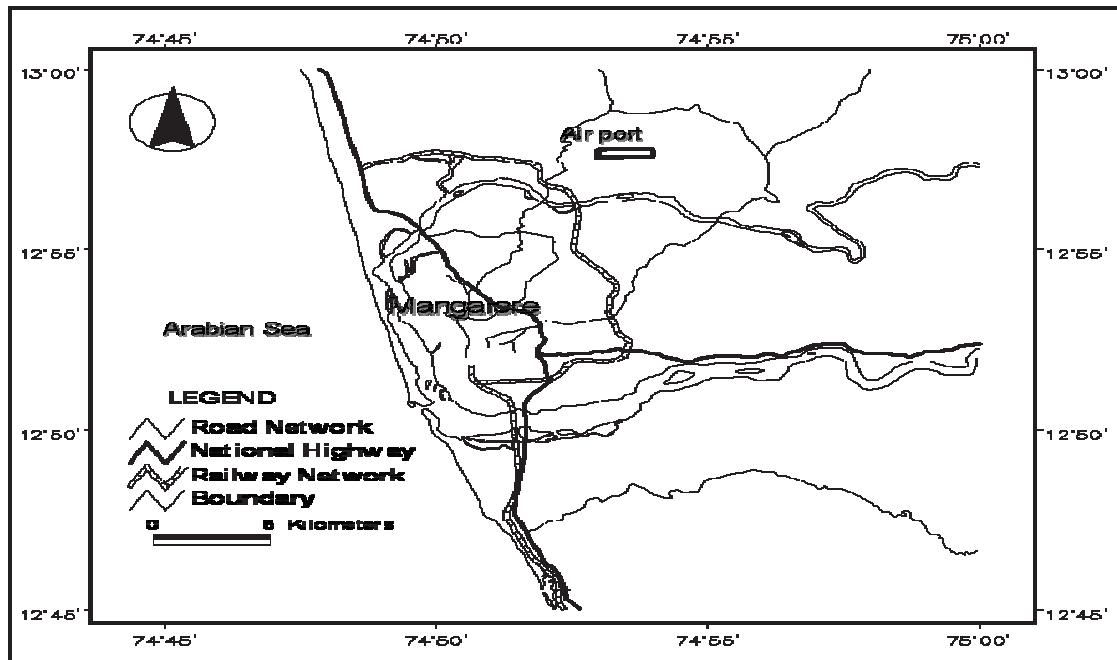 74°45' 74°50' 74°55' 75°00'
13°00' 13°00'
Air port
12°55' 12°55'
Mangalore
Arabian Sea
LEGEND
Road Network
12°50' 12°50'
National Highway
Railway Network
Boundary
Kilometers
12°45' 12°45'
74°45' 74°50' 74°55' 75°00'